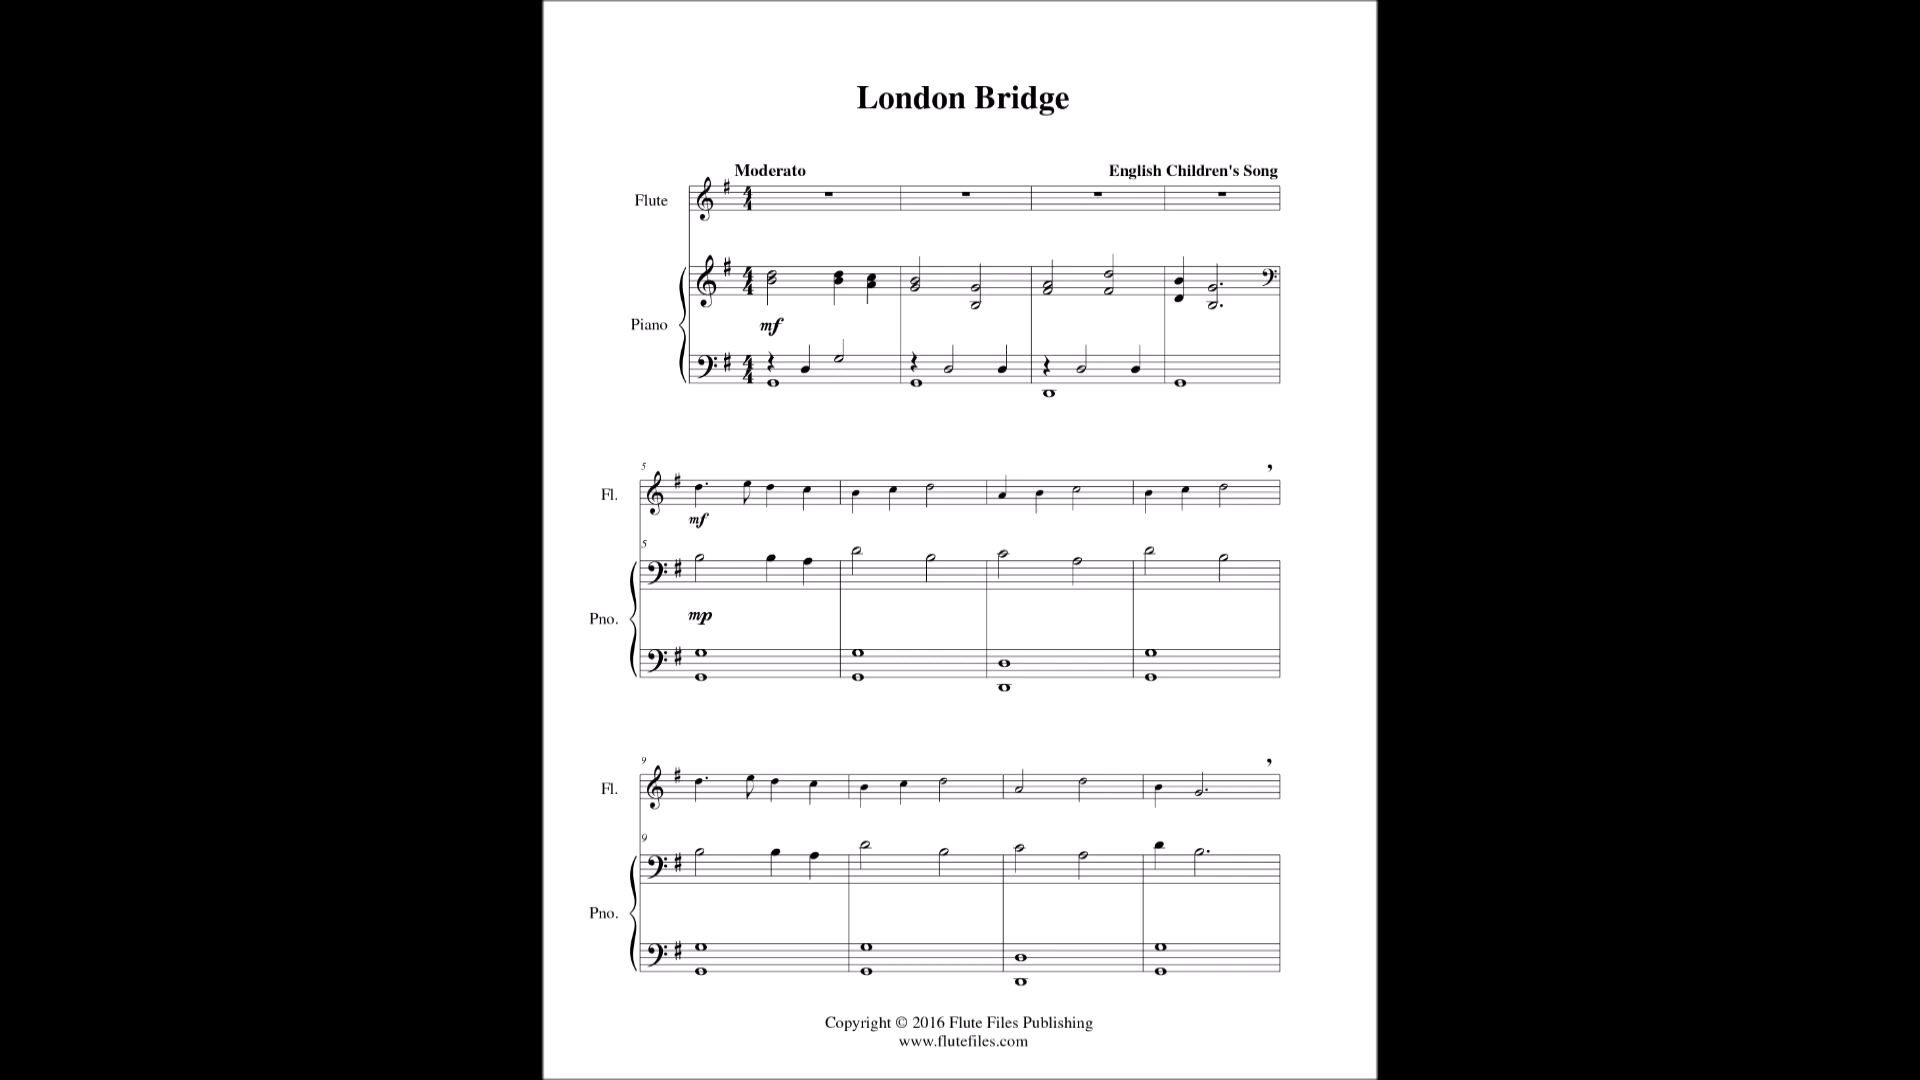 London Bridge
Moderato
English Children's Song
Flute
Piano
mf
5
Fl.
mf
5
Pno.
mp
9
Fl.
9
Pno.
Copyright © 2016 Flute Files Publishing
www.flutefiles.com